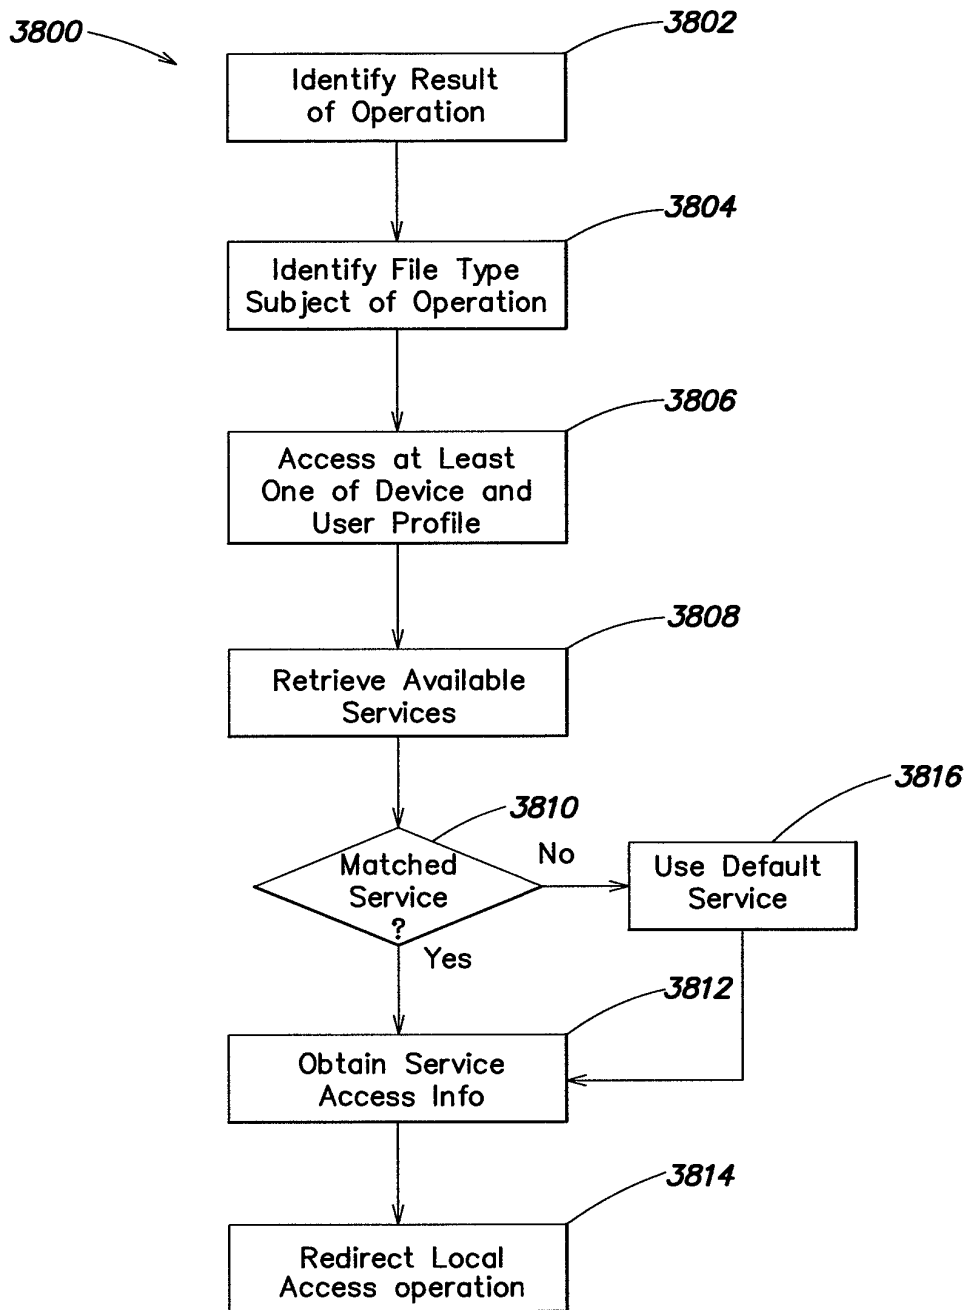 3800
3802
Identify Result
of Operation
3804
Identify File Type
Subject of Operation
3806
Access at Least
One of Device and
User Profile
3808
Retrieve Available
Services
3810
Matched
Service
?
No
3816
Use Default
Service
Yes
3812
Obtain Service
Access Info
3814
Redirect Local
Access operation